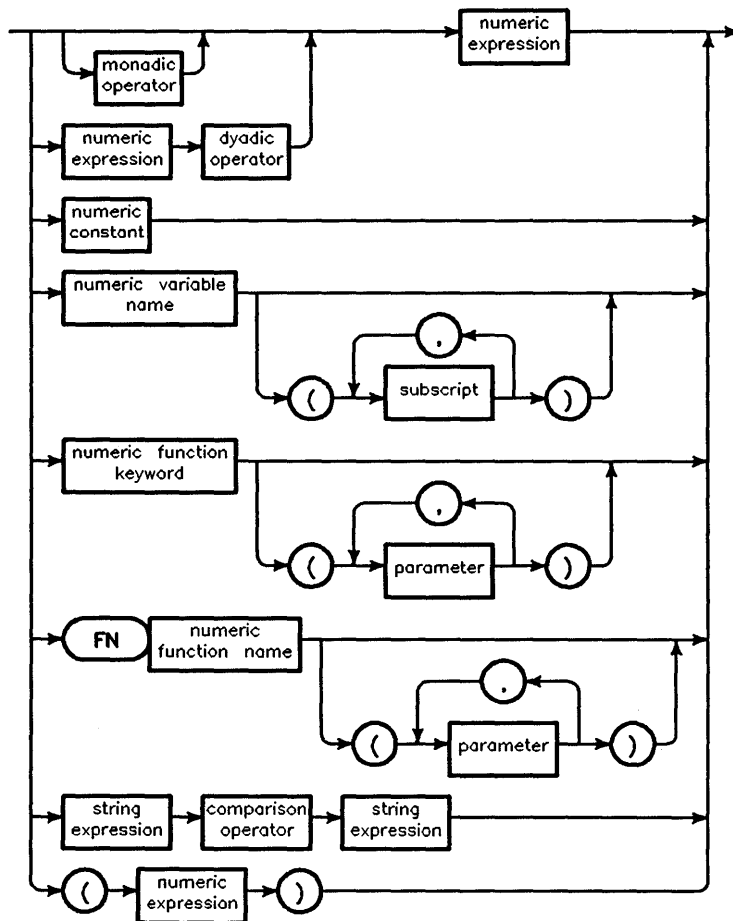 numeric
expression
monadic
operator
numeric
expression
dyadic
operator
numeric
constant
numeric variable
name
,
(
subscript
)
numeric function
keyword
,
(
parameter
)
FN
numeric
function name
,
(
parameter
)
string
expression
comparison
operator
string
expression
(
numeric
expression
)